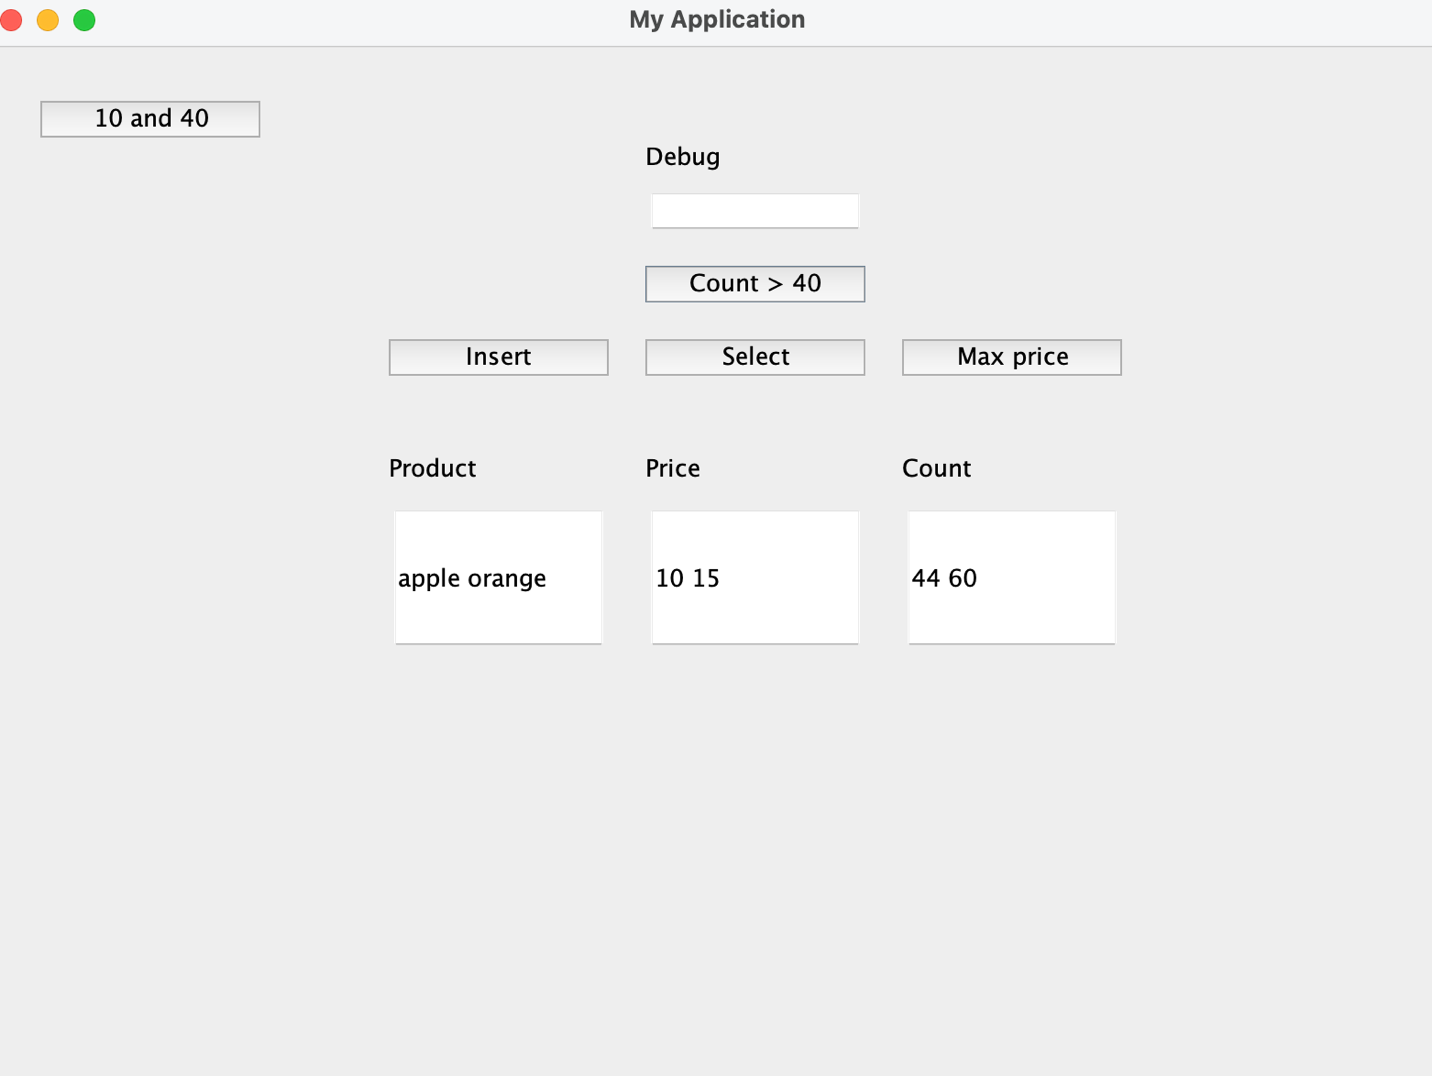 My Application
10 and 40
Debug
Count > 40
Insert
Select
Max price
Product
Price
Count
apple orange
10 15
44 60